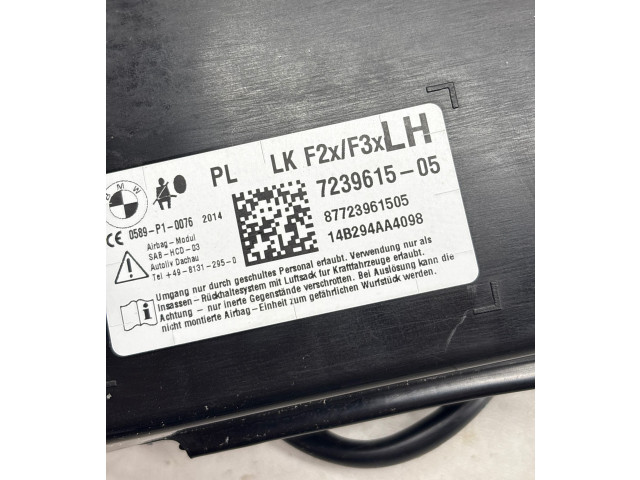 BMW
PL LK F2x/F3x LH
7239615-05
87723961505
14B294AA4098
CE 0589-P1-0076 2014
Airbag-Modul
SAB-HCD-03
Autoliv Dachau
Tel +49-8131-295-0
Umgang nur durch geschultes Personal erlaubt. Verwendung nur als
Insassen-Rückhaltesystem mit Luftsack für Kraftfahrzeuge erlaubt.
Achtung - nur inerte Gegenstände verschrotten. Bei Auslösung kann die
nicht montierte Airbag-Einheit zum gefährlichen Wurfstück werden.